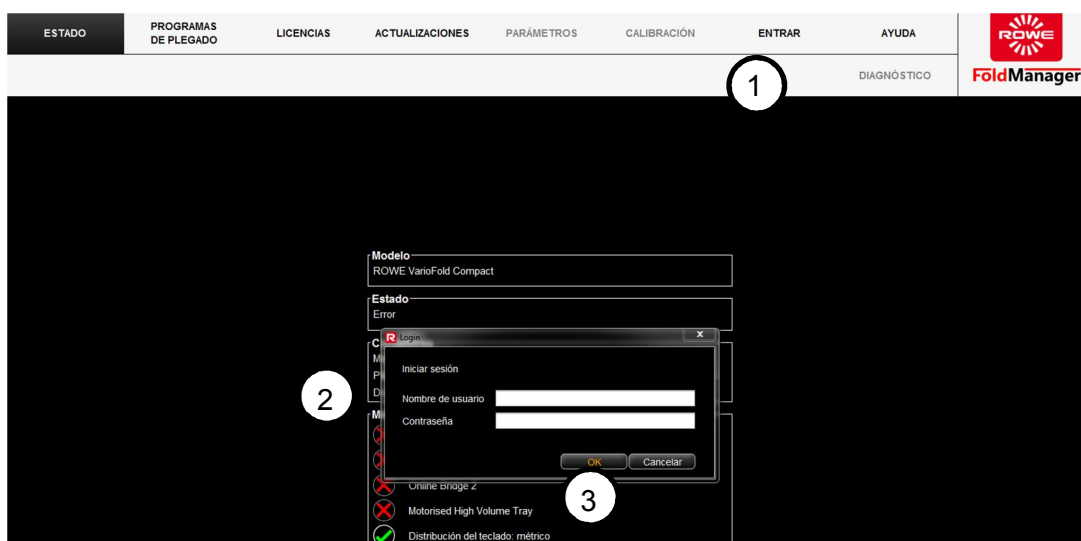 ESTADO
PROGRAMAS
DE PLEGADO
LICENCIAS
ACTUALIZACIONES
PARÁMETROS
CALIBRACIÓN
ENTRAR
AYUDA
ROWE
FoldManager
1
DIAGNÓSTICO
Modelo
ROWE VarioFold Compact
Estado
Error
R Login
x
Iniciar sesión
2
Nombre de usuario
Contraseña
OK
Cancelar
3
Online Bridge 2
Motorised High Volume Tray
Distribución del teclado: métrico